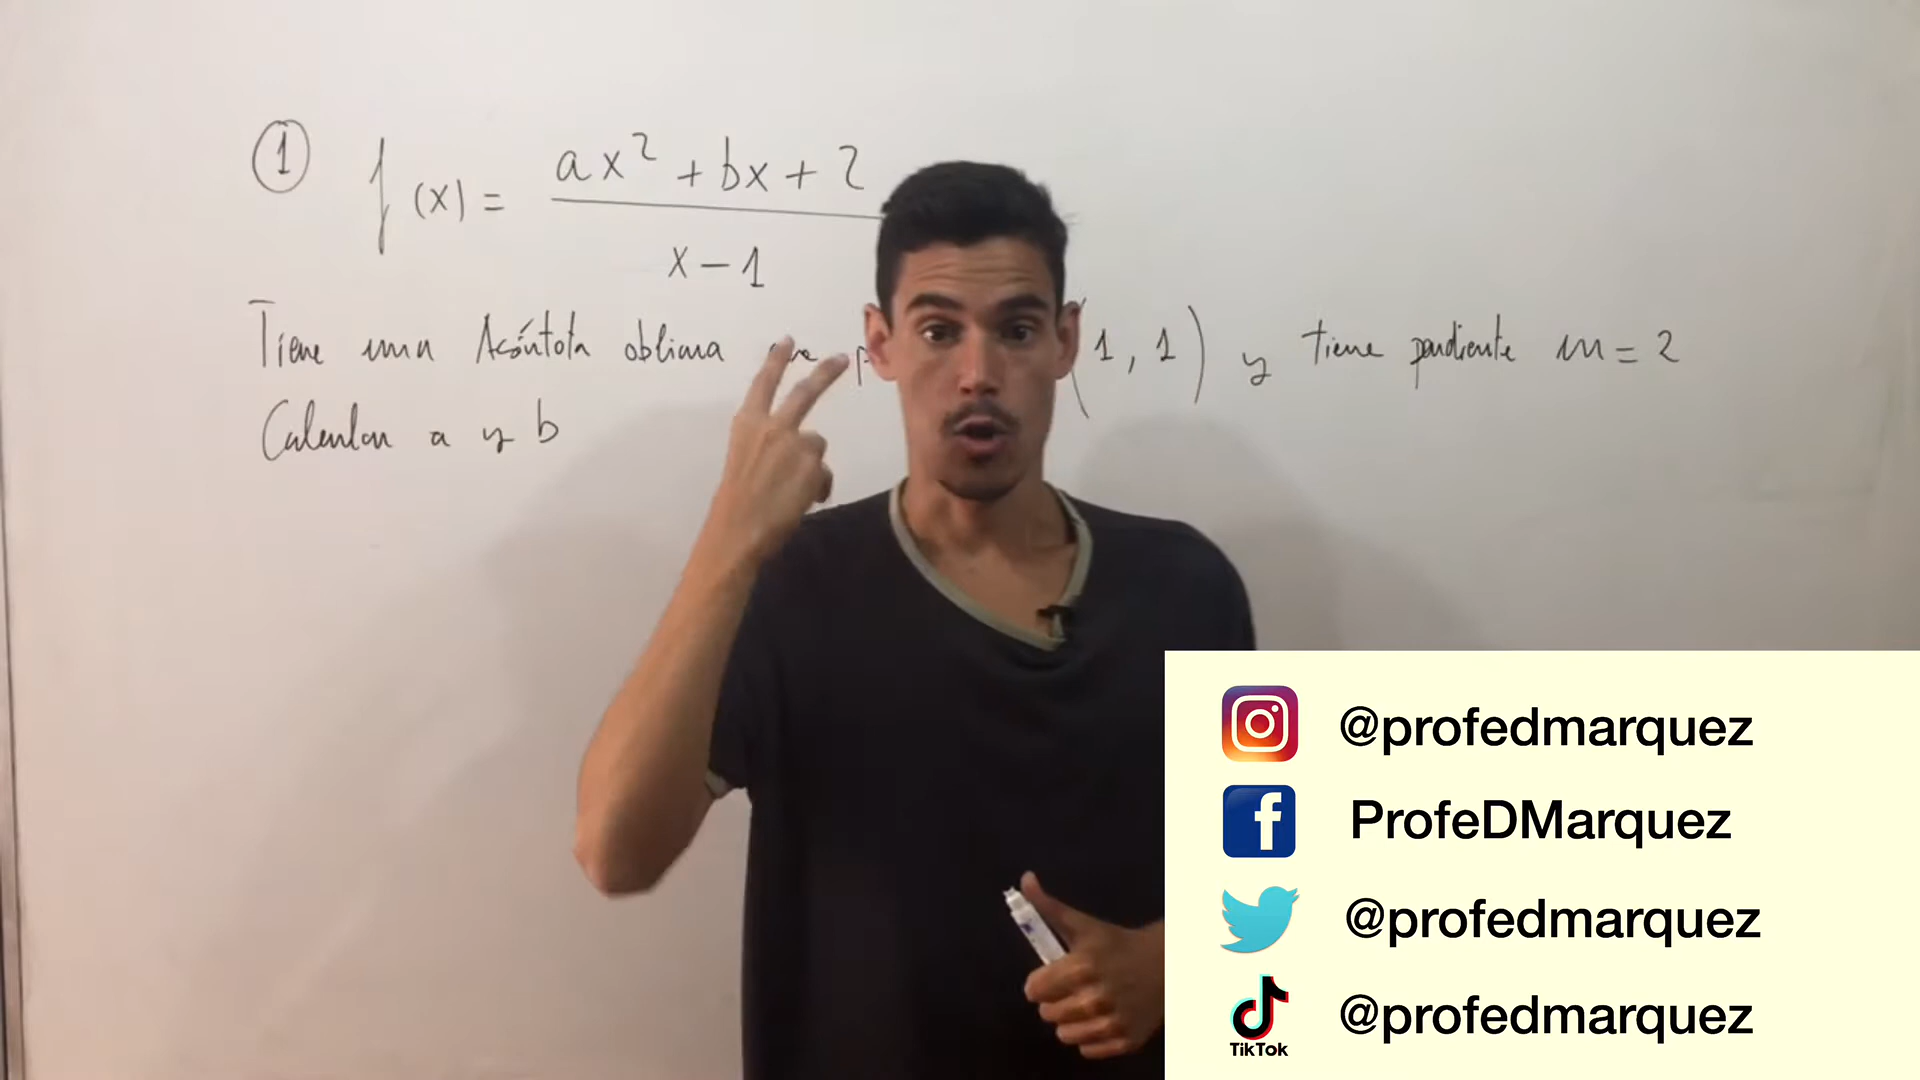 ① f(x) = ax² + bx + 2
x - 1
Tiene una Asíntota oblicua que (1, 1) y tiene pendiente m = 2
Calcular a y b
@profedmarquez
ProfeDMarquez
@profedmarquez
TikTok
@profedmarquez